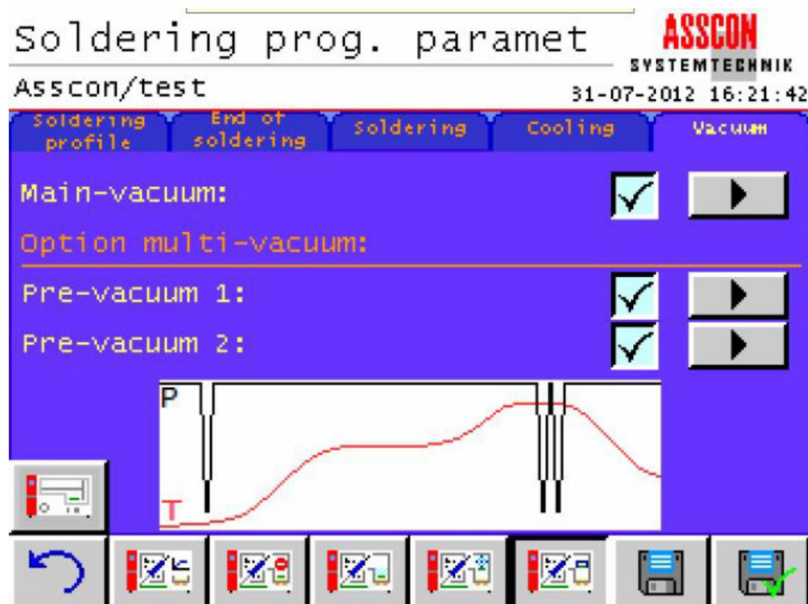 Soldering prog. paramet
ASSCON
SYSTEMTECHNIK
Asscon/test
31-07-2012 16:21:42
Soldering profile
End of soldering
Soldering
Cooling
Vacuum
Main-vacuum:
Option multi-vacuum:
Pre-vacuum 1:
Pre-vacuum 2:
P
T